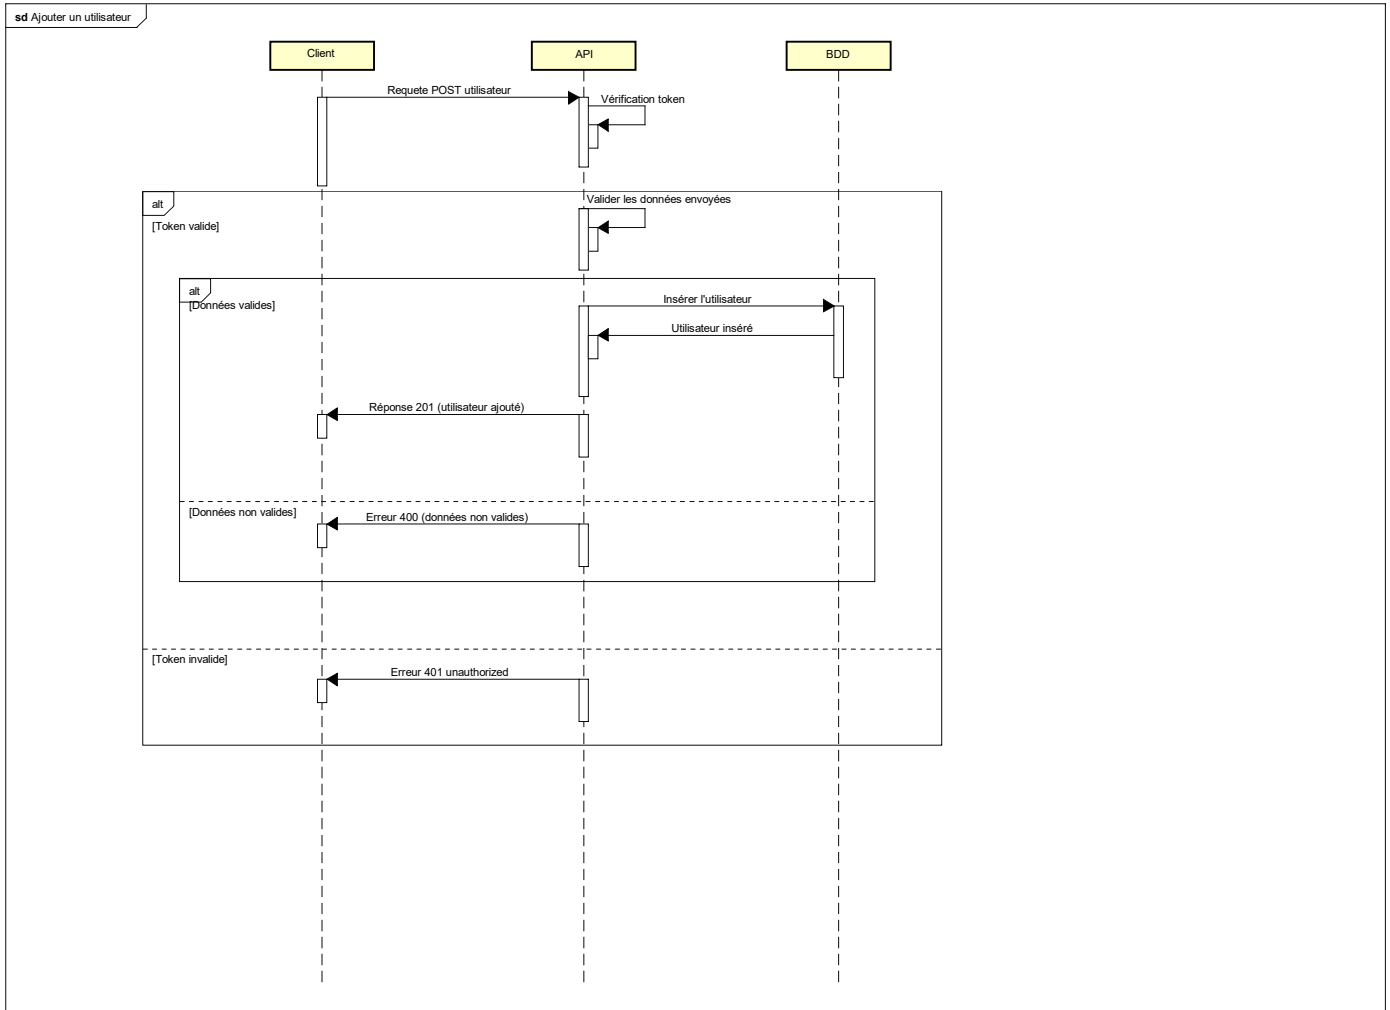 sd Ajouter un utilisateur
Client
API
BDD
Requete POST utilisateur
Vérification token
alt
Valider les données envoyées
[Token valide]
alt
[Données valides]
Insérer l'utilisateur
Utilisateur inséré
Réponse 201 (utilisateur ajouté)
[Données non valides]
Erreur 400 (données non valides)
[Token invalide]
Erreur 401 unauthorized